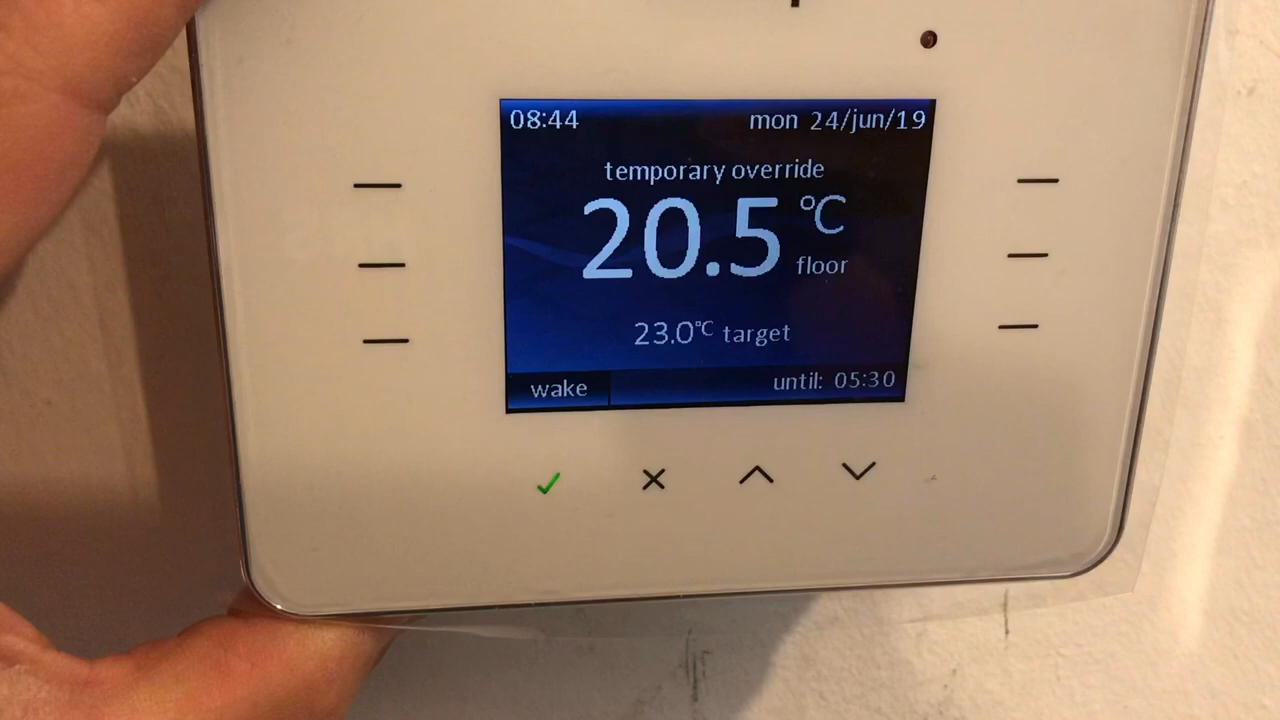 08:44 mon 24/jun/19
temporary override
20.5 °C
floor
23.0°C target
wake until: 05:30